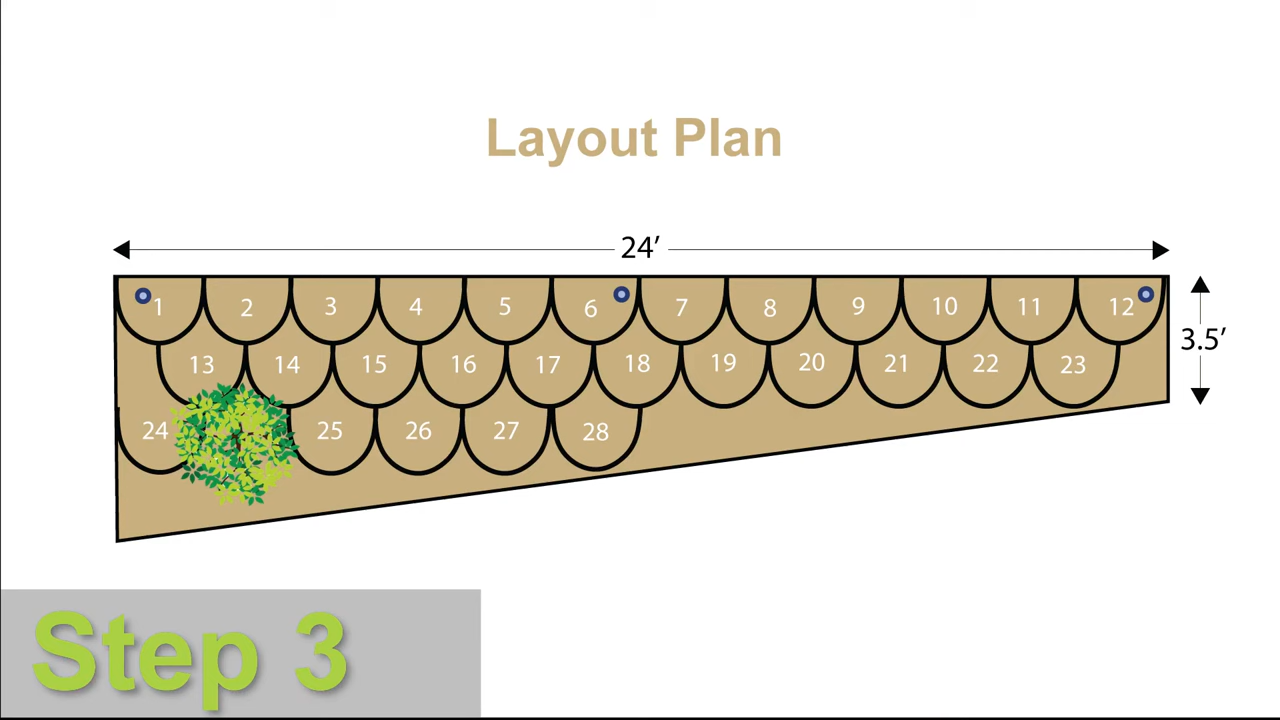 Layout Plan
24′
1 2 3 4 5 6 7 8 9 10 11 12
3.5′
13 14 15 16 17 18 19 20 21 22 23
24 25 26 27 28
Step 3